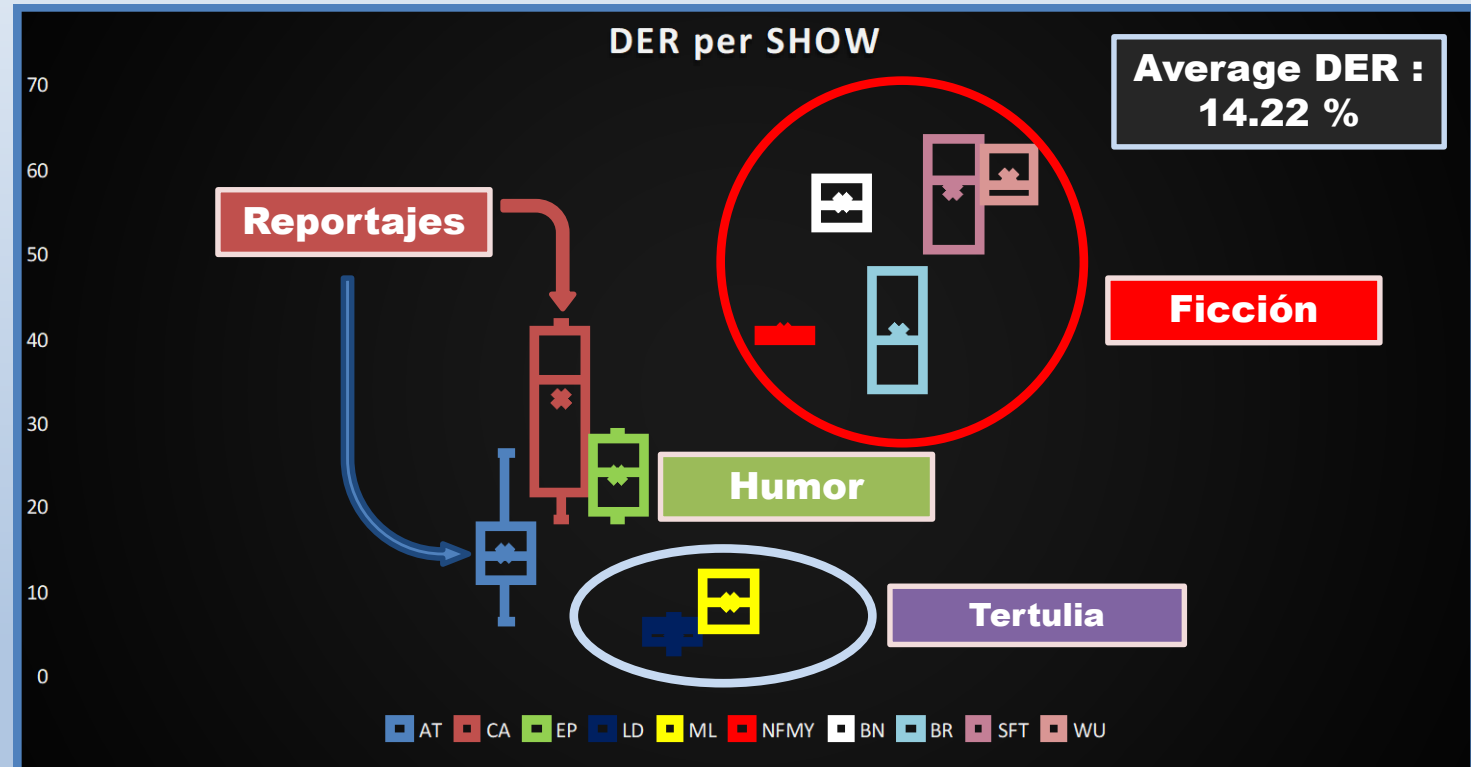 DER per SHOW
Average DER :
14.22 %
70
60
50
40
30
20
10
0
Reportajes
Ficción
Humor
Tertulia
AT CA EP LD ML NFMY BN BR SFT WU